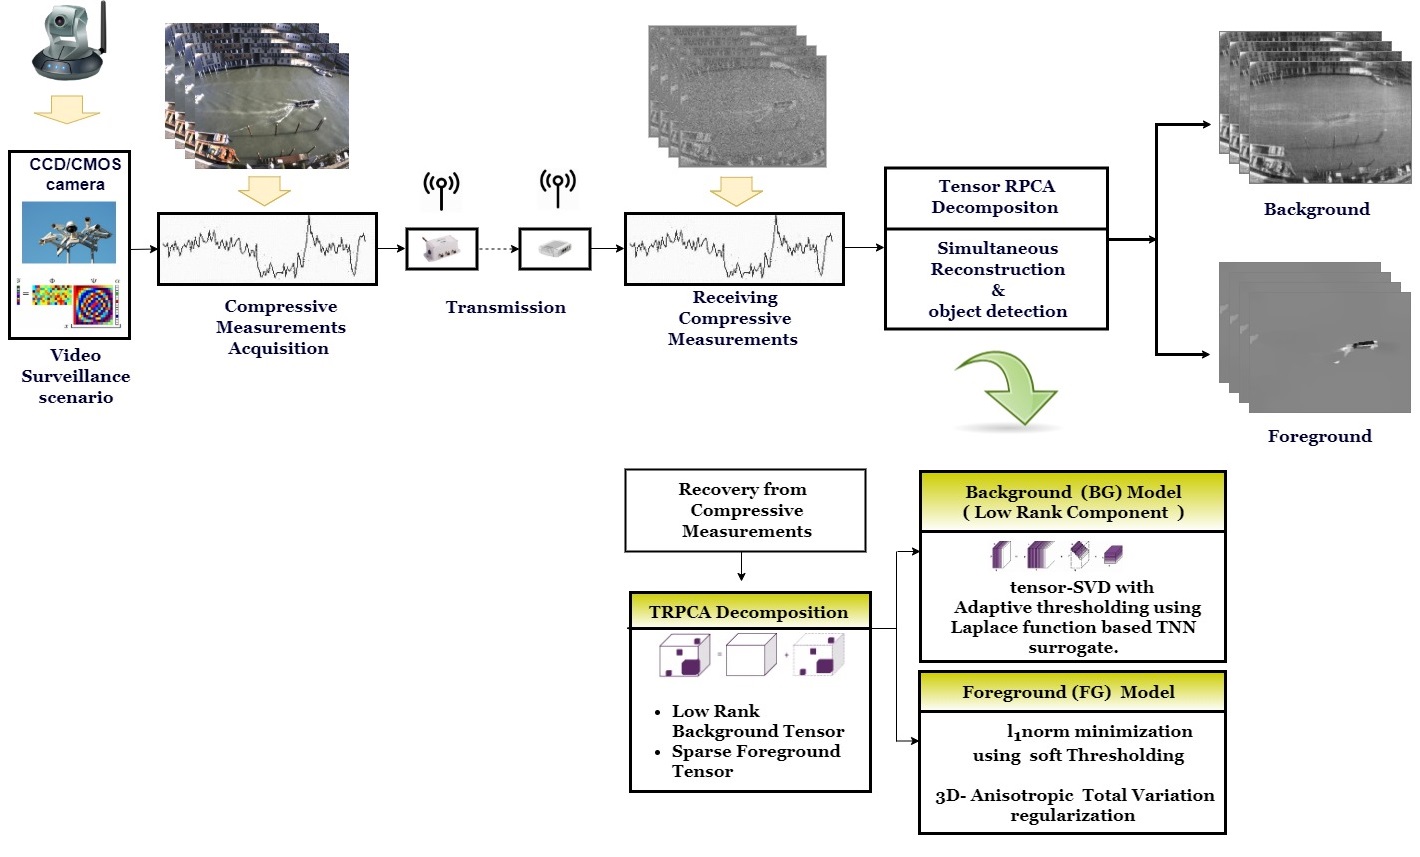 CCD/CMOS
camera
Φ
Ψ
Video
Surveillance
scenario
Compressive
Measurements
Acquisition
Transmission
Receiving
Compressive
Measurements
Tensor RPCA
Decompositon
Simultaneous
Reconstruction
&
object detection
Background
Foreground
Recovery from
Compressive
Measurements
TRPCA Decomposition
• Low Rank
Background Tensor
• Sparse Foreground
Tensor
Background (BG) Model
( Low Rank Component )
tensor-SVD with
Adaptive thresholding using
Laplace function based TNN
surrogate.
Foreground (FG) Model
l1norm minimization
using soft Thresholding
3D- Anisotropic Total Variation
regularization